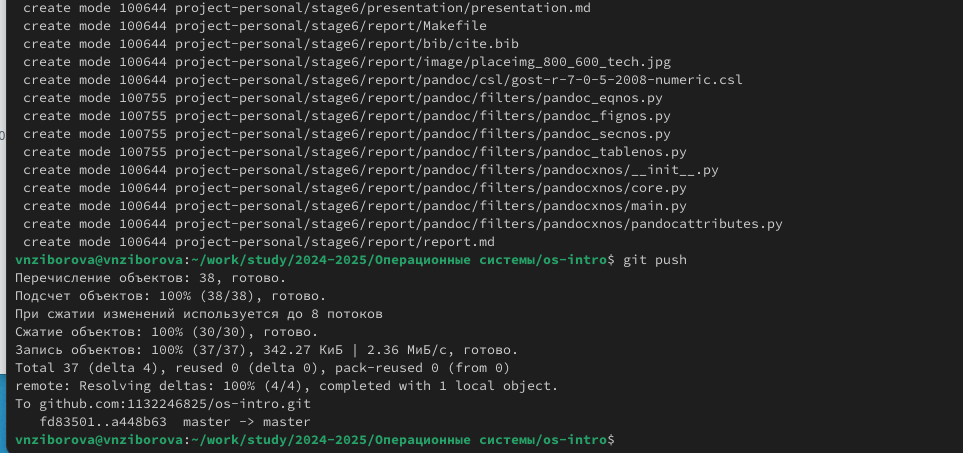 create mode 100644 project-personal/stage6/presentation/presentation.md
create mode 100644 project-personal/stage6/report/Makefile
create mode 100644 project-personal/stage6/report/bib/cite.bib
create mode 100644 project-personal/stage6/report/image/placeimg_800_600_tech.jpg
create mode 100644 project-personal/stage6/report/pandoc/csl/gost-r-7-0-5-2008-numeric.csl
create mode 100755 project-personal/stage6/report/pandoc/filters/pandoc_eqnos.py
create mode 100755 project-personal/stage6/report/pandoc/filters/pandoc_fignos.py
create mode 100755 project-personal/stage6/report/pandoc/filters/pandoc_secnos.py
create mode 100755 project-personal/stage6/report/pandoc/filters/pandoc_tablenos.py
create mode 100644 project-personal/stage6/report/pandoc/filters/pandocxnos/__init__.py
create mode 100644 project-personal/stage6/report/pandoc/filters/pandocxnos/core.py
create mode 100644 project-personal/stage6/report/pandoc/filters/pandocxnos/main.py
create mode 100644 project-personal/stage6/report/pandoc/filters/pandocxnos/pandocattributes.py
create mode 100644 project-personal/stage6/report/report.md
vnziborova@vnziborova:~/work/study/2024-2025/Операционные системы/os-intro$ git push
Перечисление объектов: 38, готово.
Подсчет объектов: 100% (38/38), готово.
При сжатии изменений используется до 8 потоков
Сжатие объектов: 100% (30/30), готово.
Запись объектов: 100% (37/37), 342.27 КиБ | 2.36 МиБ/с, готово.
Total 37 (delta 4), reused 0 (delta 0), pack-reused 0 (from 0)
remote: Resolving deltas: 100% (4/4), completed with 1 local object.
To github.com:1132246825/os-intro.git
fd83501..a448b63  master -> master
vnziborova@vnziborova:~/work/study/2024-2025/Операционные системы/os-intro$